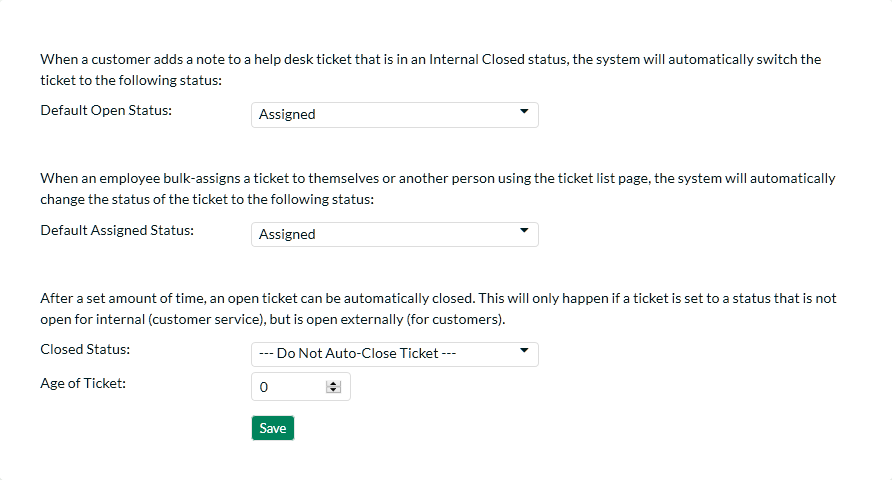 When a customer adds a note to a help desk ticket that is in an Internal Closed status, the system will automatically switch the
ticket to the following status:
Default Open Status:
Assigned
When an employee bulk-assigns a ticket to themselves or another person using the ticket list page, the system will automatically
change the status of the ticket to the following status:
Default Assigned Status:
Assigned
After a set amount of time, an open ticket can be automatically closed. This will only happen if a ticket is set to a status that is not
open for internal (customer service), but is open externally (for customers).
Closed Status:
--- Do Not Auto-Close Ticket ---
Age of Ticket:
0
Save